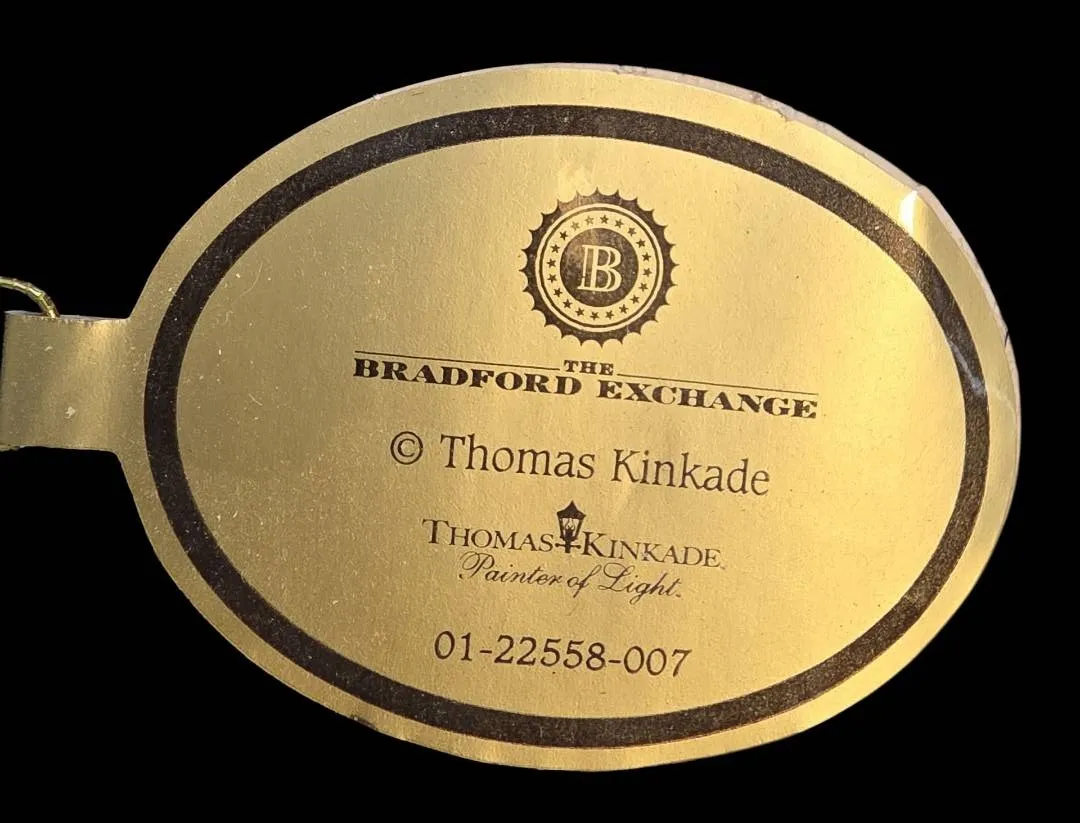 B
THE
BRADFORD EXCHANGE
© Thomas Kinkade
THOMAS KINKADE
Painter of Light
01-22558-007